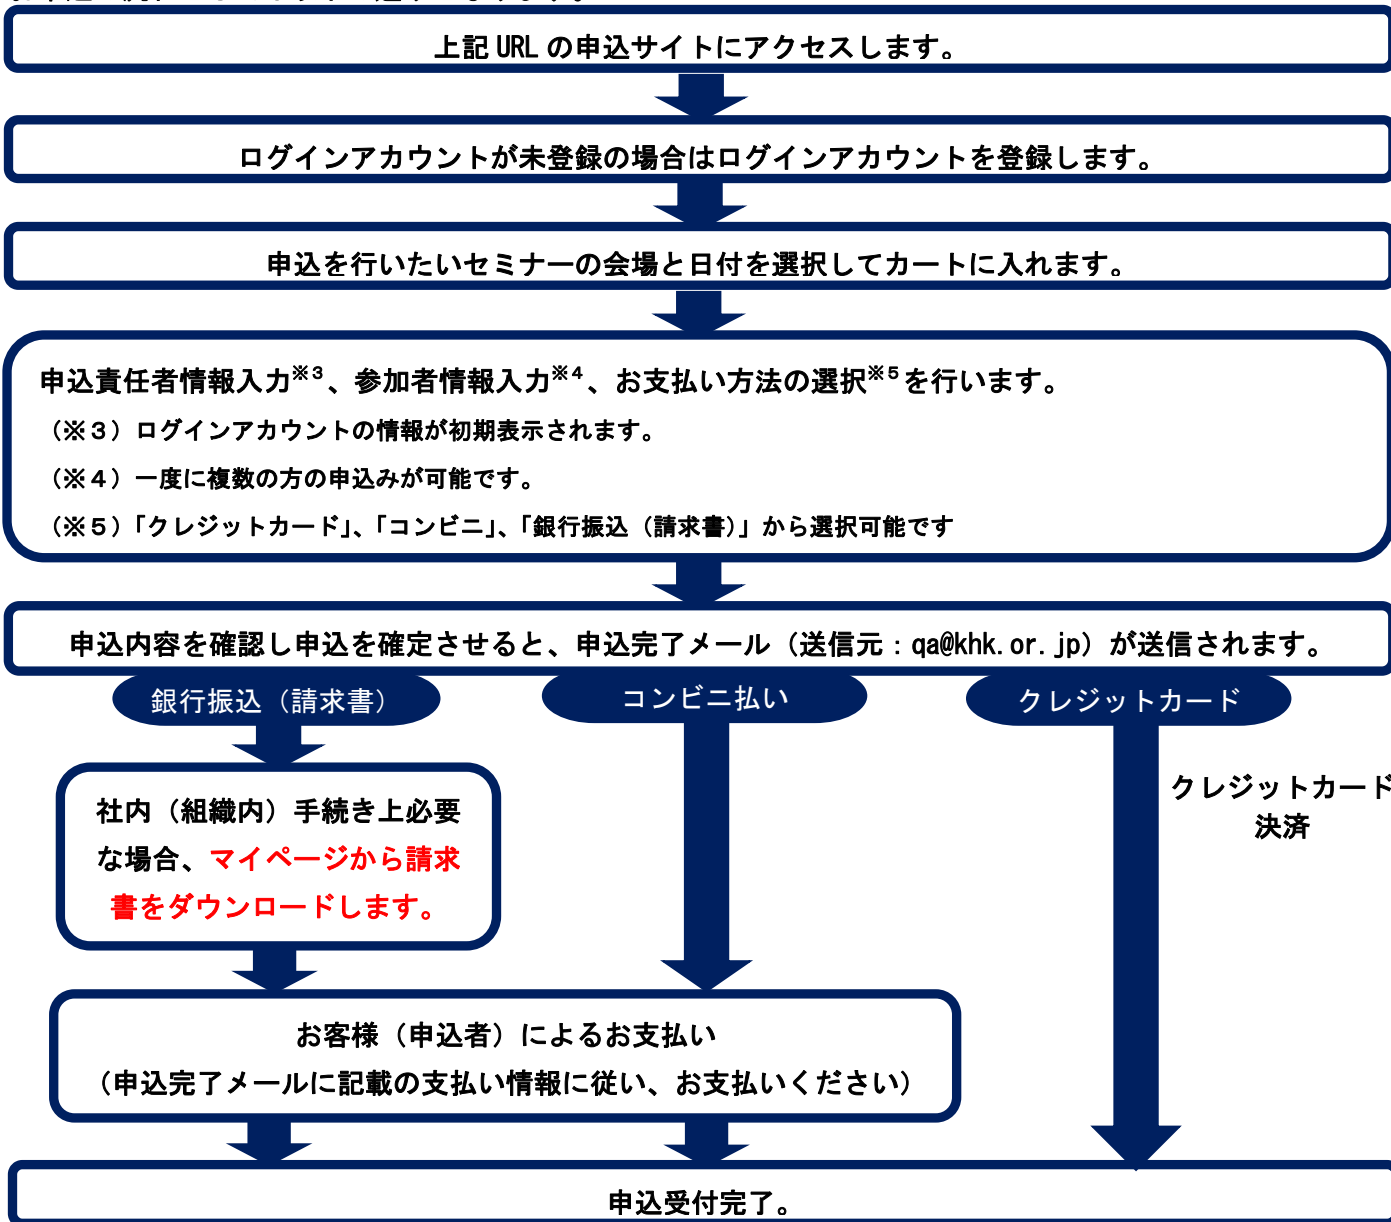 上記 URL の申込サイトにアクセスします。
ログインアカウントが未登録の場合はログインアカウントを登録します。
申込を行いたいセミナーの会場と日付を選択してカートに入れます。
申込責任者情報入力※３、参加者情報入力※４、お支払い方法の選択※５を行います。
（※３）ログインアカウントの情報が初期表示されます。
（※４）一度に複数の方の申込みが可能です。
（※５）「クレジットカード」、「コンビニ」、「銀行振込（請求書）」から選択可能です
申込内容を確認し申込を確定させると、申込完了メール（送信元：qa@khk.or.jp）が送信されます。
銀行振込（請求書）
コンビニ払い
クレジットカード
社内（組織内）手続き上必要
な場合、マイページから請求
書をダウンロードします。
クレジットカード
決済
お客様（申込者）によるお支払い
（申込完了メールに記載の支払い情報に従い、お支払いください）
申込受付完了。